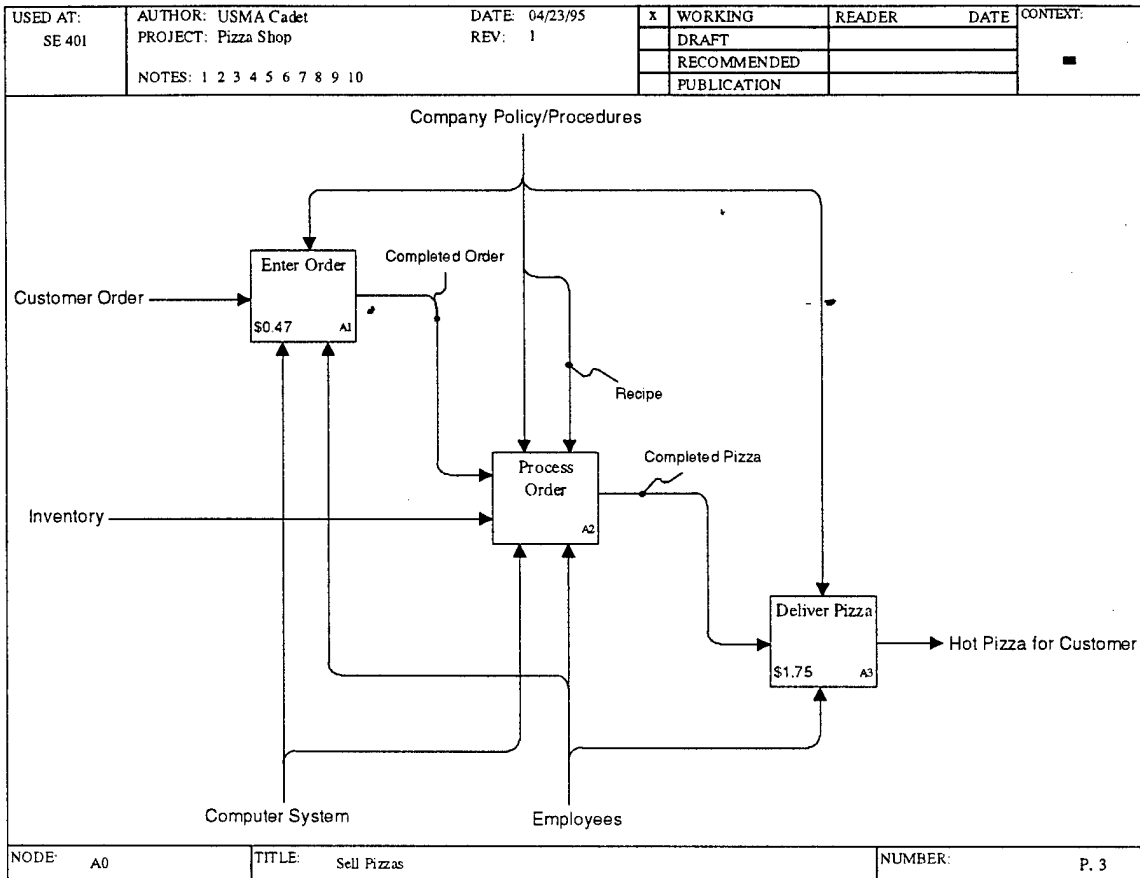 USED AT:
SE 401
AUTHOR: USMA Cadet
DATE: 04/23/95
PROJECT: Pizza Shop
REV: 1
NOTES: 1 2 3 4 5 6 7 8 9 10
x WORKING
DRAFT
RECOMMENDED
PUBLICATION
READER DATE
CONTEXT:
Company Policy/Procedures
Enter Order
$0.47 A1
Completed Order
Customer Order
Recipe
Process
Order
A2
Completed Pizza
Inventory
Deliver Pizza
$1.75 A3
Hot Pizza for Customer
Computer System
Employees
NODE: A0
TITLE: Sell Pizzas
NUMBER: P. 3